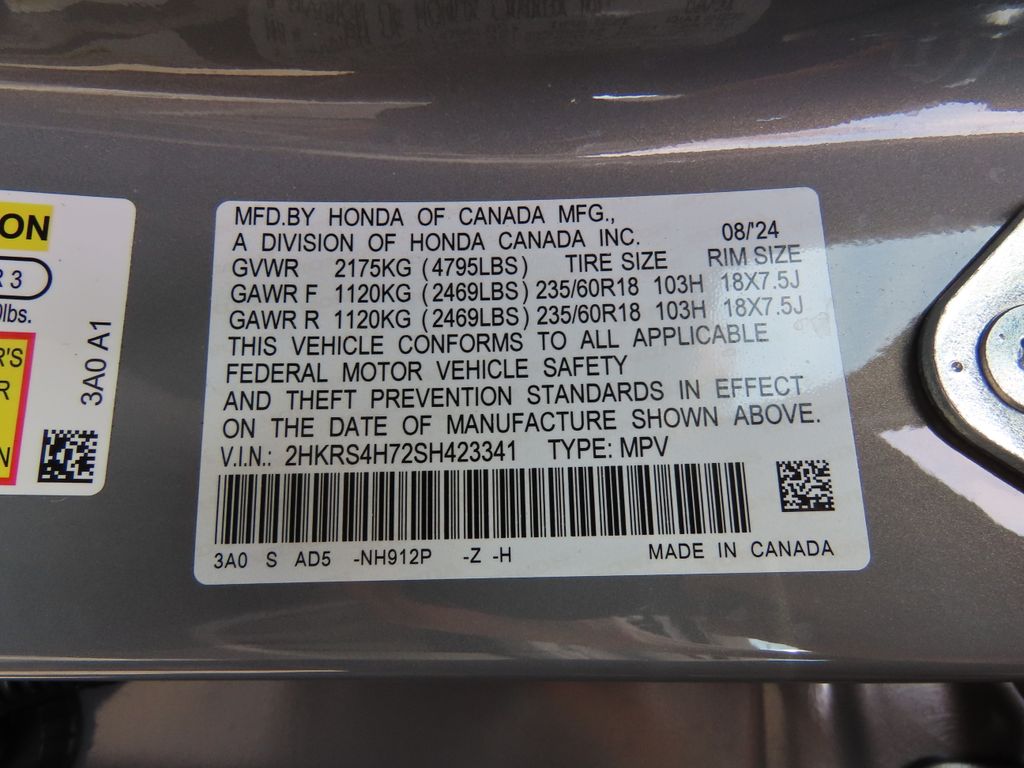 MFD.BY HONDA OF CANADA MFG.,
A DIVISION OF HONDA CANADA INC. 08/'24
GVWR 2175KG (4795LBS) TIRE SIZE RIM SIZE
GAWR F 1120KG (2469LBS) 235/60R18 103H 18X7.5J
GAWR R 1120KG (2469LBS) 235/60R18 103H 18X7.5J
THIS VEHICLE CONFORMS TO ALL APPLICABLE
FEDERAL MOTOR VEHICLE SAFETY
AND THEFT PREVENTION STANDARDS IN EFFECT
ON THE DATE OF MANUFACTURE SHOWN ABOVE.
V.I.N.: 2HKRS4H72SH423341 TYPE: MPV
3A0 S AD5 -NH912P -Z -H MADE IN CANADA
ON
R 3
lbs.
R'S
R
N
3A0 A1